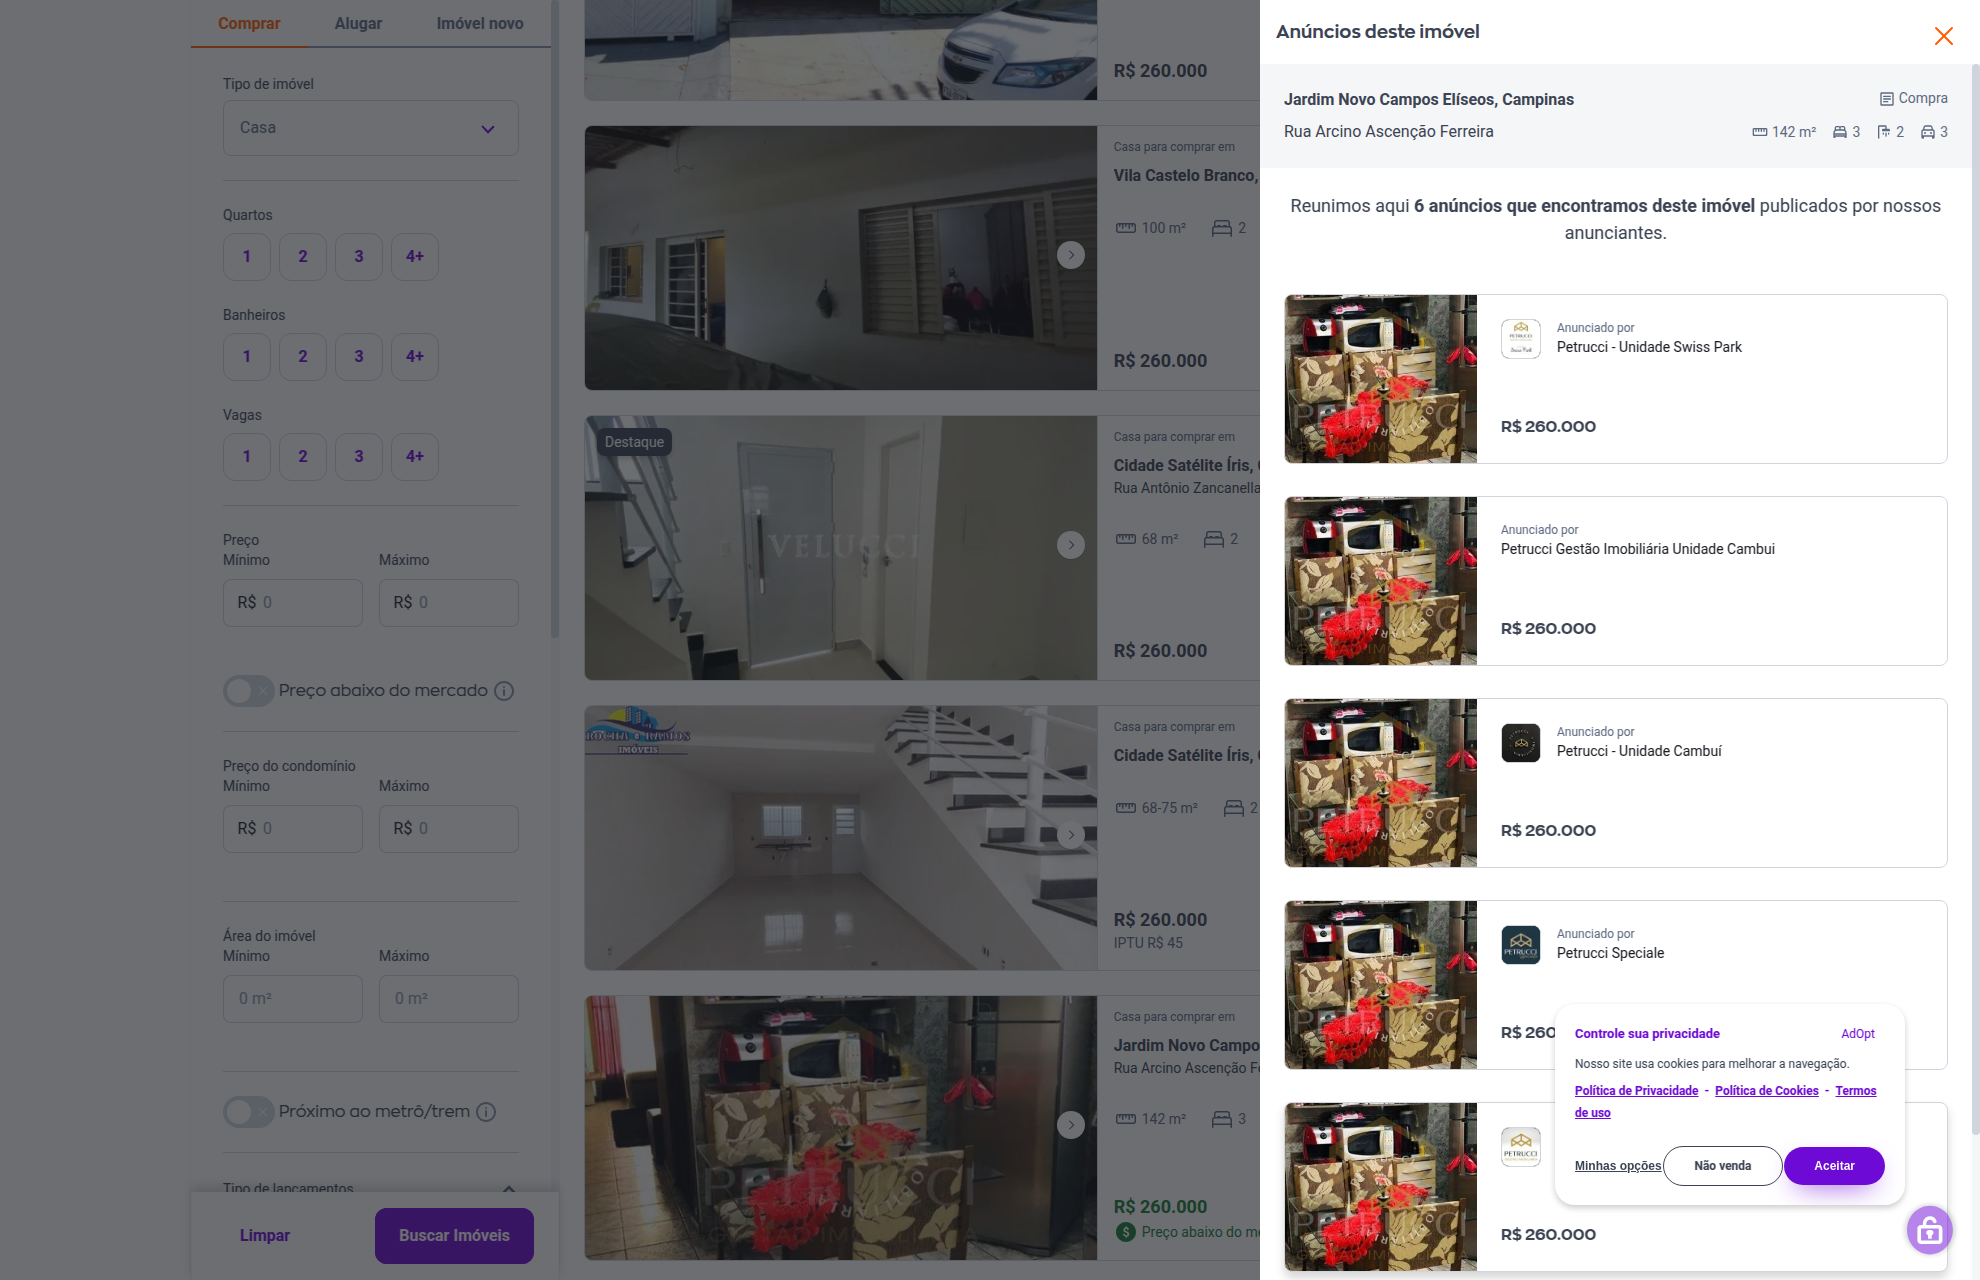 Comprar
Alugar
Imóvel novo
Tipo de imóvel
Casa
Quartos
1
2
3
4+
Banheiros
1
2
3
4+
Vagas
1
2
3
4+
Preço
Mínimo
Máximo
R$ 0
R$ 0
Preço abaixo do mercado
Preço do condomínio
Mínimo
Máximo
R$ 0
R$ 0
Área do imóvel
Mínimo
Máximo
0 m²
0 m²
Próximo ao metrô/trem
Tipo de lançamentos
Limpar
Buscar Imóveis
R$ 260.000
Casa para comprar em
Vila Castelo Branco,
100 m²
2
R$ 260.000
Destaque
VELUCCI
Casa para comprar em
Cidade Satélite Íris,
Rua Antônio Zancanella
68 m²
2
R$ 260.000
ROCHA & RAMOS
IMÓVEIS
Casa para comprar em
Cidade Satélite Íris,
68-75 m²
2
R$ 260.000
IPTU R$ 45
Casa para comprar em
Jardim Novo Campo
Rua Arcino Ascenção F
142 m²
3
R$ 260.000
Preço abaixo do m
Anúncios deste imóvel
Jardim Novo Campos Elíseos, Campinas
Compra
Rua Arcino Ascenção Ferreira
142 m²
3
2
3
Reunimos aqui 6 anúncios que encontramos deste imóvel publicados por nossos
anunciantes.
Anunciado por
Petrucci - Unidade Swiss Park
R$ 260.000
Anunciado por
Petrucci Gestão Imobiliária Unidade Cambui
R$ 260.000
Anunciado por
Petrucci - Unidade Cambuí
R$ 260.000
PETRUCCI
Anunciado por
Petrucci Speciale
R$ 260
PETRUCCI
R$ 260.000
Controle sua privacidade
AdOpt
Nosso site usa cookies para melhorar a navegação.
Política de Privacidade - Política de Cookies - Termos
de uso
Minhas opções
Não venda
Aceitar